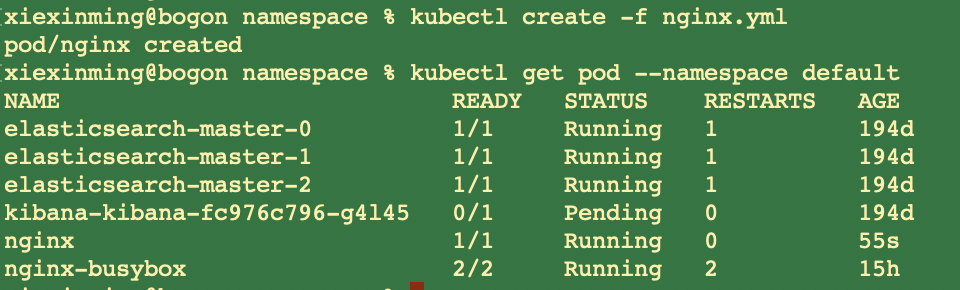 [xiexinming@bogon namespace % kubectl create -f nginx.yml
pod/nginx created
[xiexinming@bogon namespace % kubectl get pod --namespace default
NAME READY STATUS RESTARTS AGE
elasticsearch-master-0 1/1 Running 1 194d
elasticsearch-master-1 1/1 Running 1 194d
elasticsearch-master-2 1/1 Running 1 194d
kibana-kibana-fc976c796-g4l45 0/1 Pending 0 194d
nginx 1/1 Running 0 55s
nginx-busybox 2/2 Running 2 15h